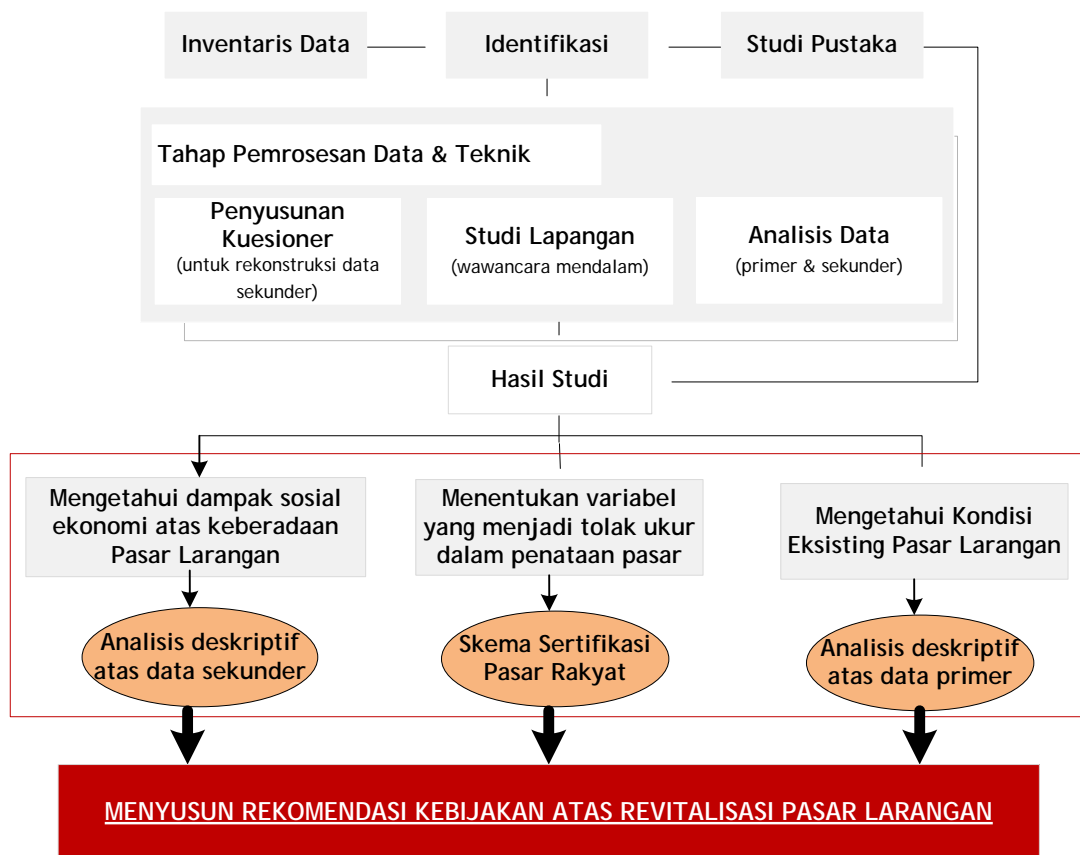 Inventaris Data
Identifikasi
Studi Pustaka
Tahap Pemrosesan Data & Teknik
Penyusunan
Kuesioner
(untuk rekonstruksi data
sekunder)
Studi Lapangan
(wawancara mendalam)
Analisis Data
(primer & sekunder)
Hasil Studi
Mengetahui dampak sosial
ekonomi atas keberadaan
Pasar Larangan
Menentukan variabel
yang menjadi tolak ukur
dalam penataan pasar
Mengetahui Kondisi
Eksisting Pasar Larangan
Analisis deskriptif
atas data sekunder
Skema Sertifikasi
Pasar Rakyat
Analisis deskriptif
atas data primer
MENYUSUN REKOMENDASI KEBIJAKAN ATAS REVITALISASI PASAR LARANGAN